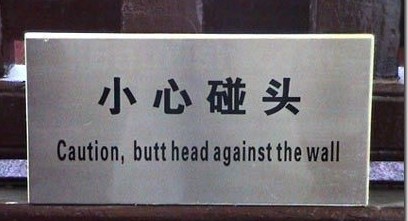 小心碰头
Caution, butt head against the wall